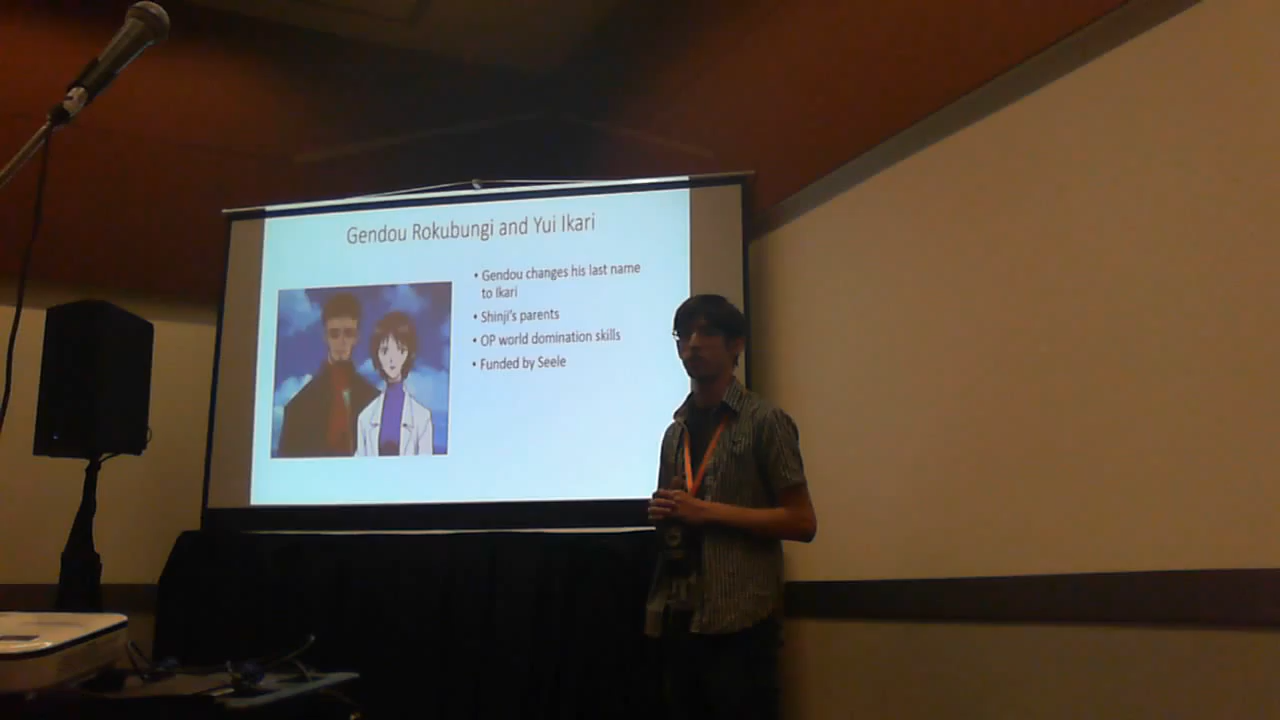 Gendou Rokubungi and Yui Ikari
• Gendou changes his last name
to Ikari
• Shinji's parents
• OP world domination skills
• Funded by Seele